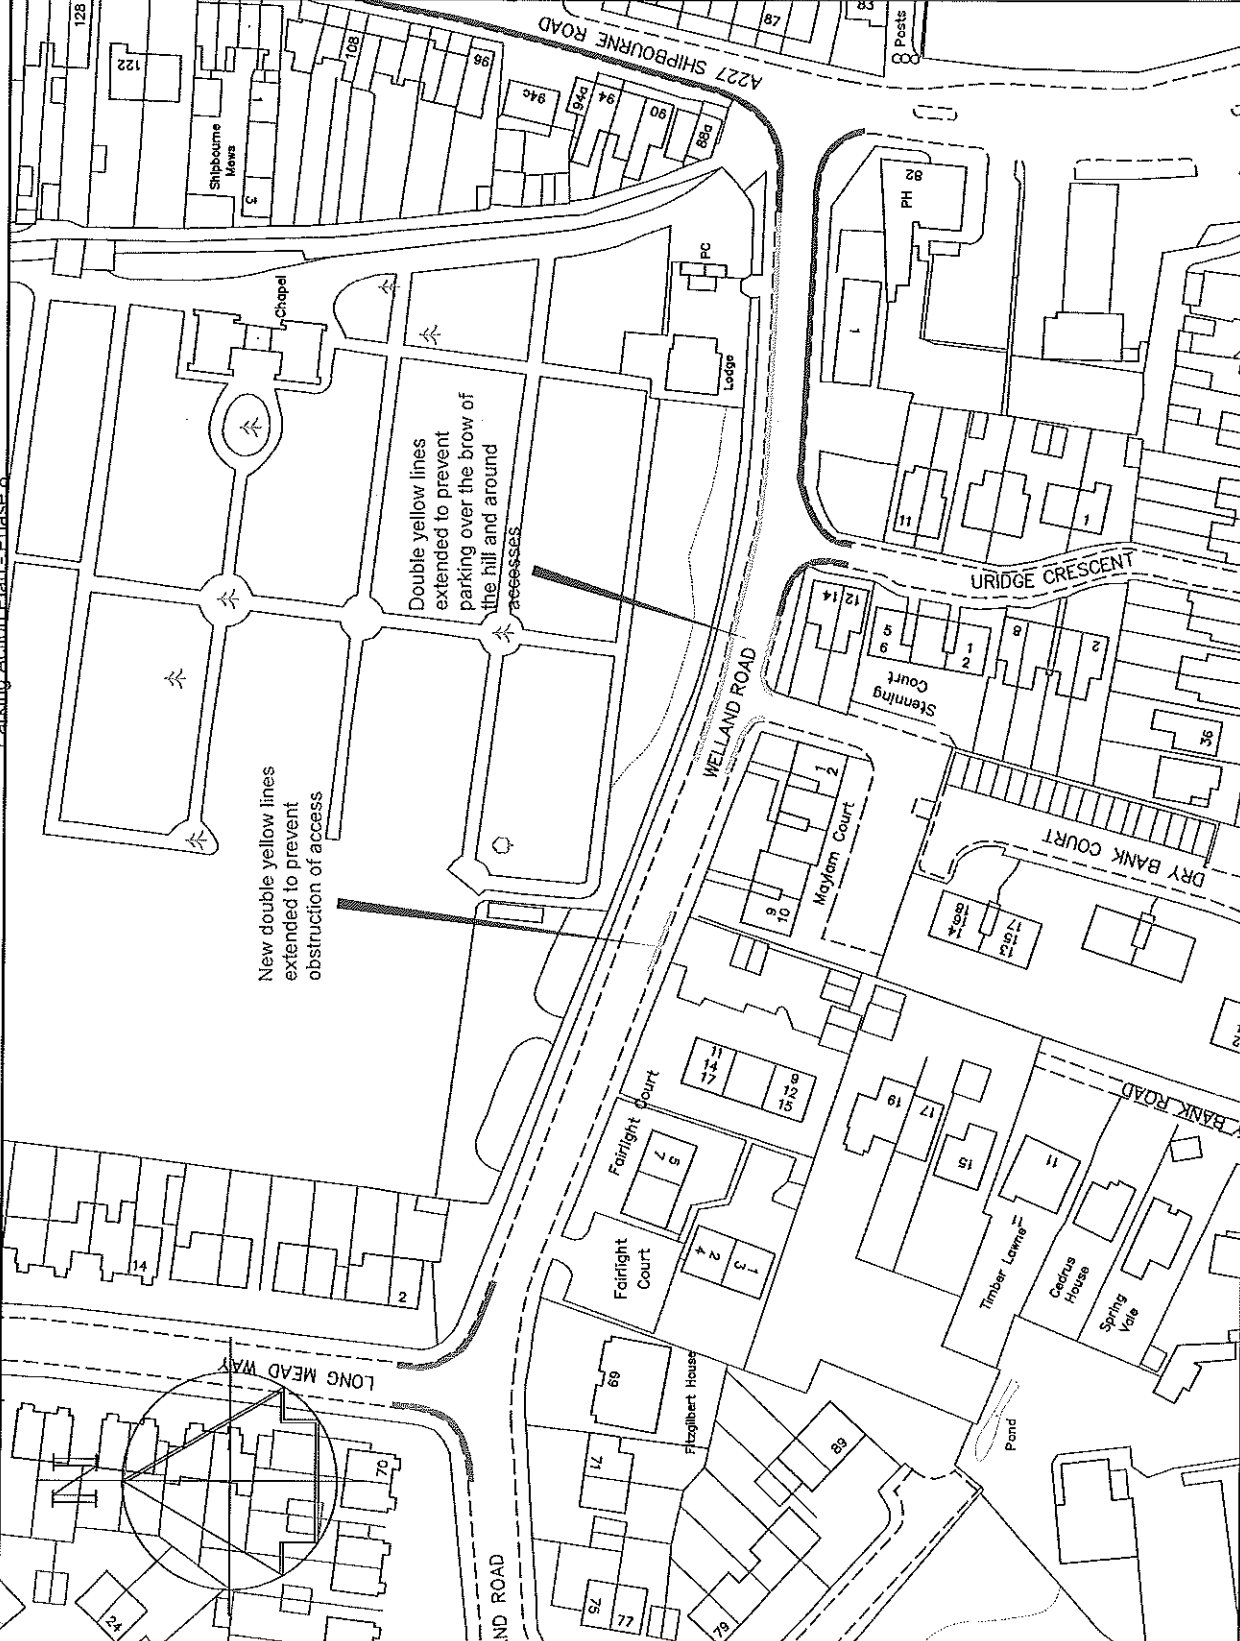 Parking Action Plan - Phase
128
122
108
96
94c
94a
94
90
88a
A227 SHIPBOURNE ROAD
87
83
Posts
Shipbourne
Mews
1
3
Chapel
PC
Lodge
PH
82
1
Double yellow lines
extended to prevent
parking over the brow of
the hill and around
accesses
New double yellow lines
extended to prevent
obstruction of access
WELLAND ROAD
11
1
URIDGE CRESCENT
14
12
5
6
1
2
8
2
Stenning
Court
36
1
2
9
10
Maylam Court
DRY BANK COURT
17
15
13
11
14
17
9
12
15
Fairlight Court
5
7
Fairlight
Court
2
4
1
3
19
17
15
11
Y BANK ROAD
Timber Lawns
Cedrus
House
Spring
Vale
Pond
14
2
LONG MEAD WAY
N
70
24
69
Fitzgilbert House
71
75
77
79
89
ND ROAD